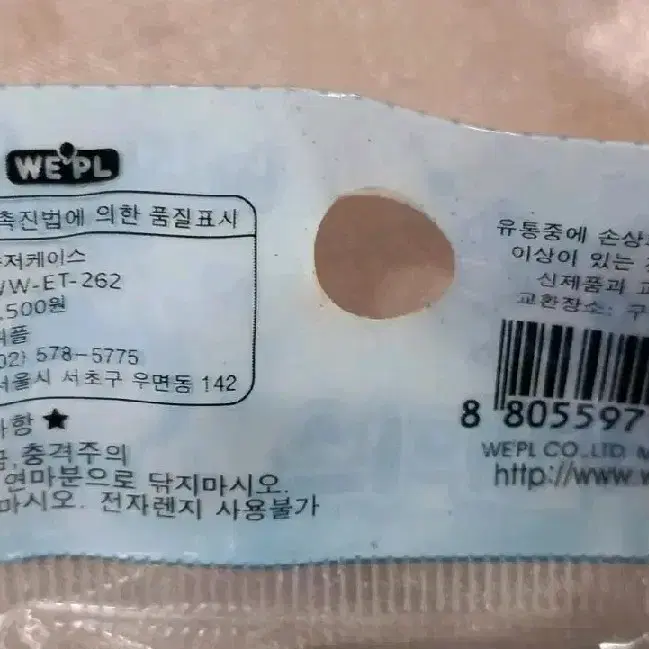 WE'PL
촉진법에 의한 품질표시
저케이스
WW-ET-262
,500원
플
02) 578-5775
서울시 서초구 우면동 142
항 ★
충격주의
연마분으로 닦지마시오.
마시오. 전자렌지 사용불가
유통중에 손상
이상이 있는
신제품과 교
교환장소: 구
8 805597
WE'PL CO.,LTD. M
http://www.w